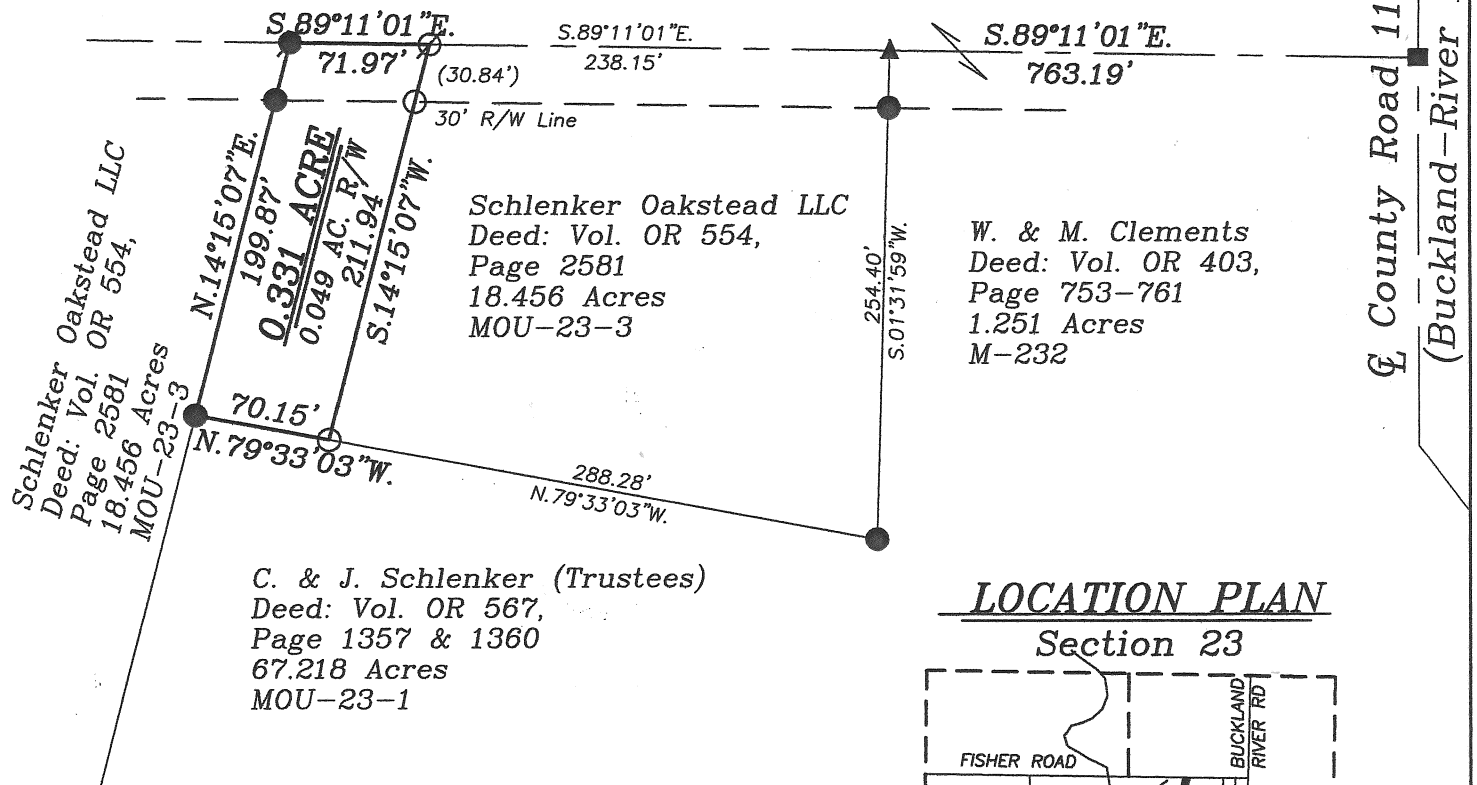 S.89°11'01"E.
71.97'
(30.84')
S.89°11'01"E.
238.15'
S.89°11'01"E.
763.19'
30' R/W Line
N.14°15'07"E.
199.87'
0.331 ACRE
0.049 AC. R/W
211.94'
S.14°15'07"W.
Schlenker Oakstead LLC
Deed: Vol. OR 554,
Page 2581
18.456 Acres
MOU-23-3
Schlenker Oakstead LLC
Deed: Vol. OR 554,
Page 2581
18.456 Acres
MOU-23-3
254.40'
S.01°31'59"W.
W. & M. Clements
Deed: Vol. OR 403,
Page 753-761
1.251 Acres
M-232
℄ County Road 11
(Buckland-River
70.15'
N.79°33'03"W.
288.28'
N.79°33'03"W.
C. & J. Schlenker (Trustees)
Deed: Vol. OR 567,
Page 1357 & 1360
67.218 Acres
MOU-23-1
LOCATION PLAN
Section 23
FISHER ROAD
BUCKLAND
RIVER RD